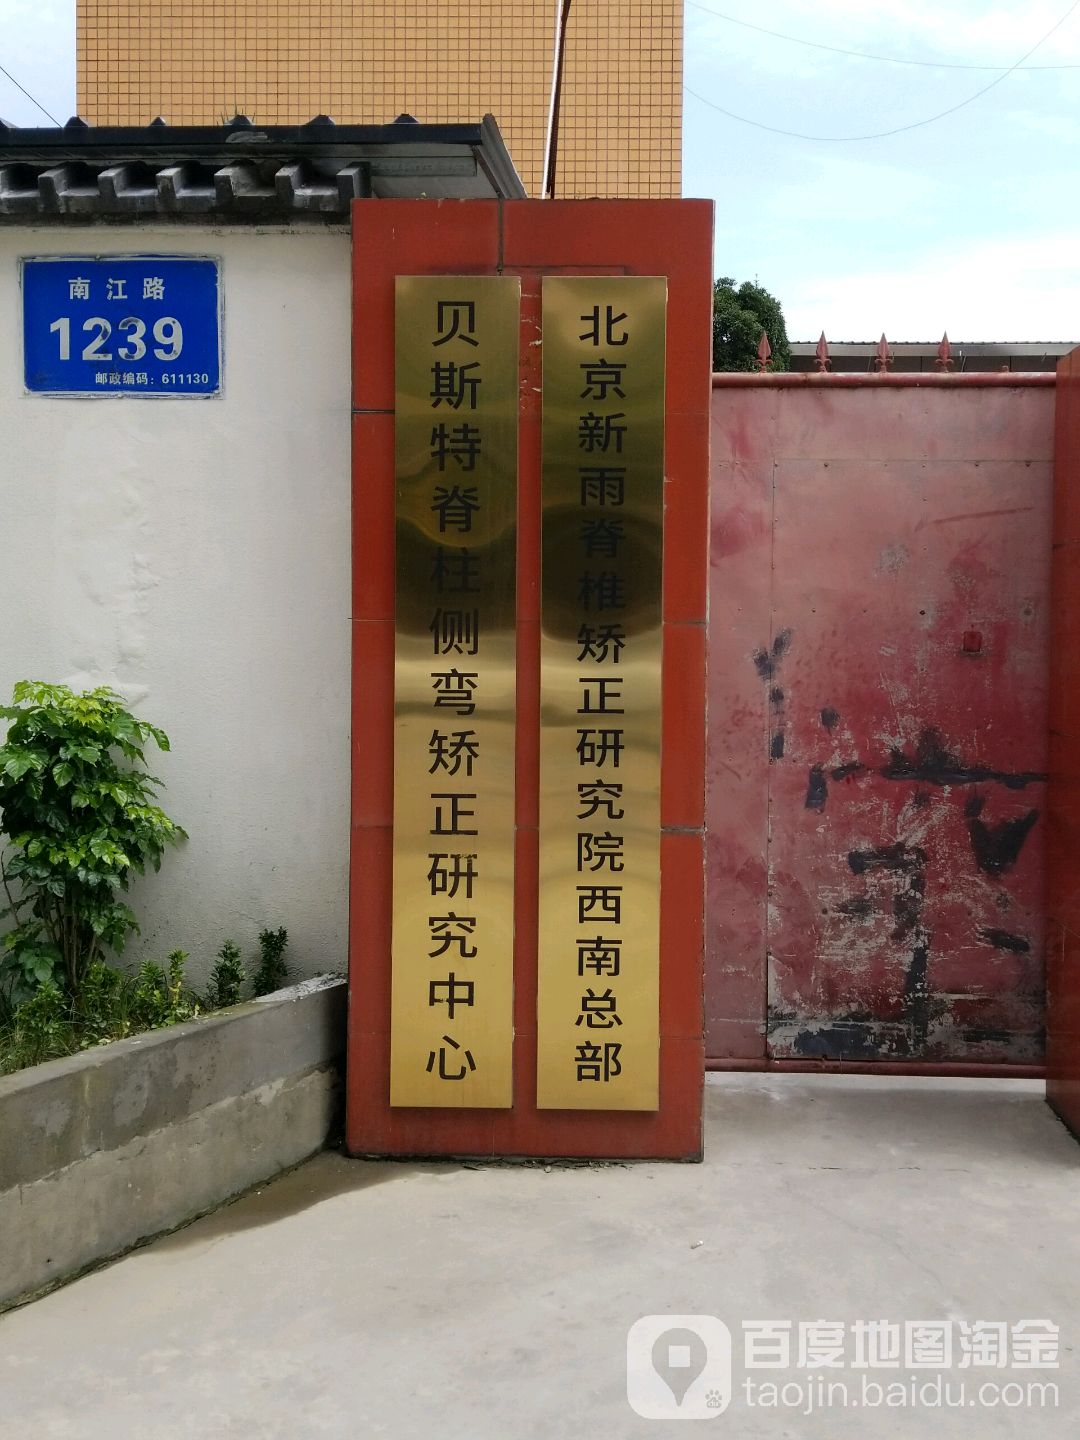 南江路
1239
邮政编码：611130
贝斯特脊柱侧弯矫正研究中心
北京新雨脊椎矫正研究院西南总部
百度地图淘金
taojin.baidu.com